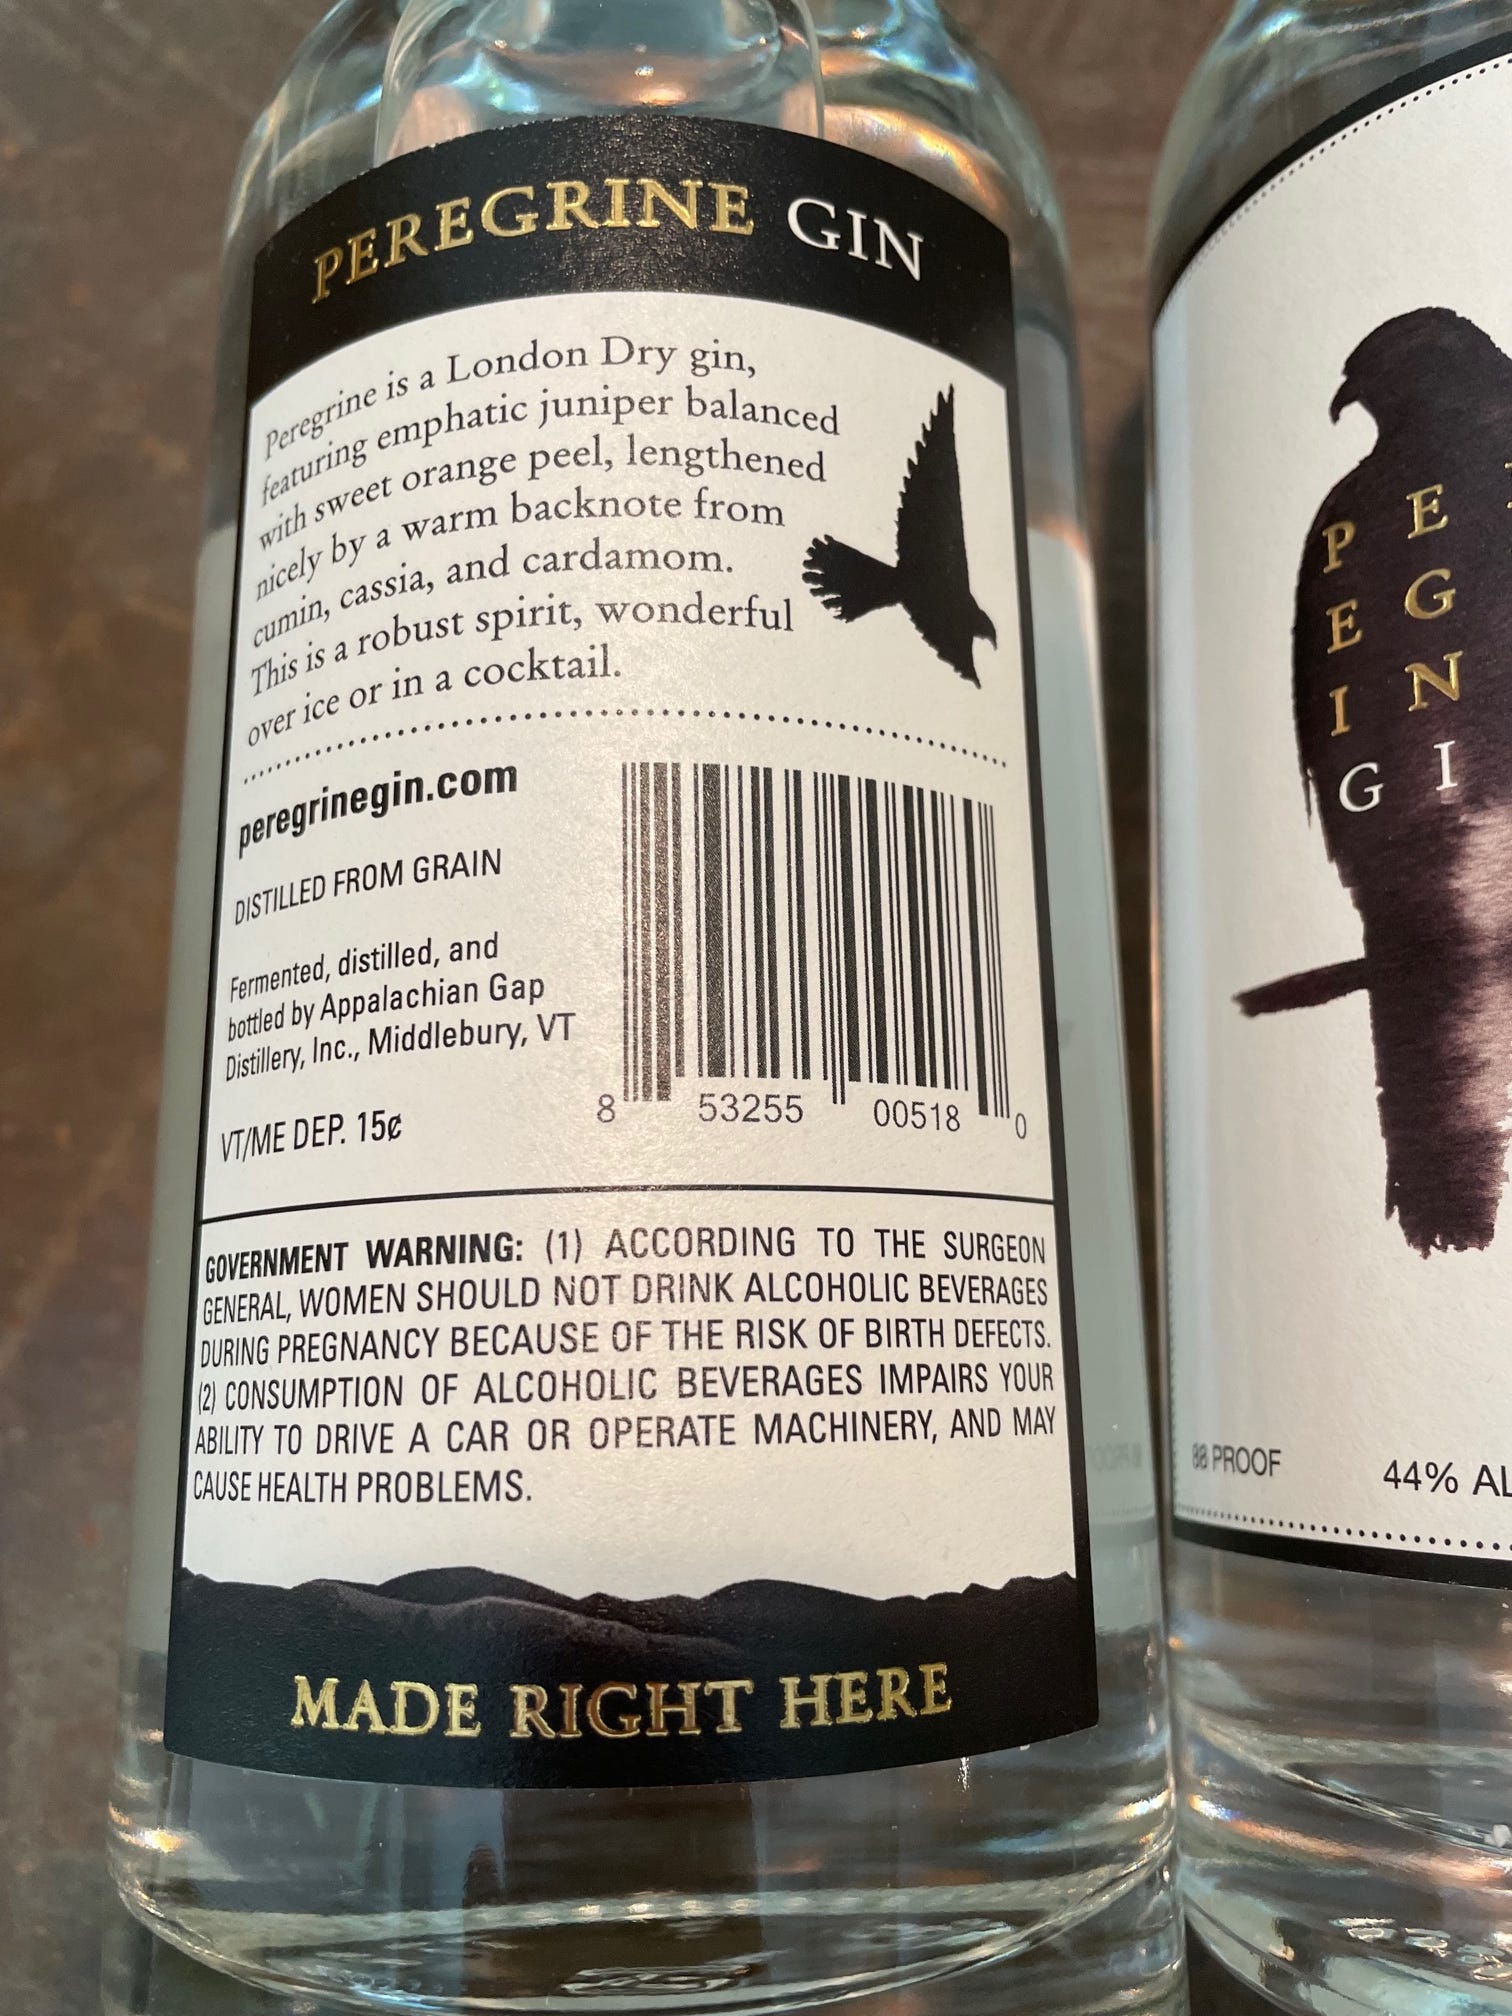 PEREGRINE GIN
Peregrine is a London Dry gin,
featuring emphatic juniper balanced
with sweet orange peel, lengthened
nicely by a warm backnote from
cumin, cassia, and cardamom.
This is a robust spirit, wonderful
over ice or in a cocktail.
peregrinegin.com
DISTILLED FROM GRAIN
Fermented, distilled, and
bottled by Appalachian Gap
Distillery, Inc., Middlebury, VT
VT/ME DEP. 15¢
8 53255 00518 0
GOVERNMENT WARNING: (1) ACCORDING TO THE SURGEON
GENERAL, WOMEN SHOULD NOT DRINK ALCOHOLIC BEVERAGES
DURING PREGNANCY BECAUSE OF THE RISK OF BIRTH DEFECTS.
(2) CONSUMPTION OF ALCOHOLIC BEVERAGES IMPAIRS YOUR
ABILITY TO DRIVE A CAR OR OPERATE MACHINERY, AND MAY
CAUSE HEALTH PROBLEMS.
MADE RIGHT HERE
P E
E G
I N
G I
88 PROOF
44% AL